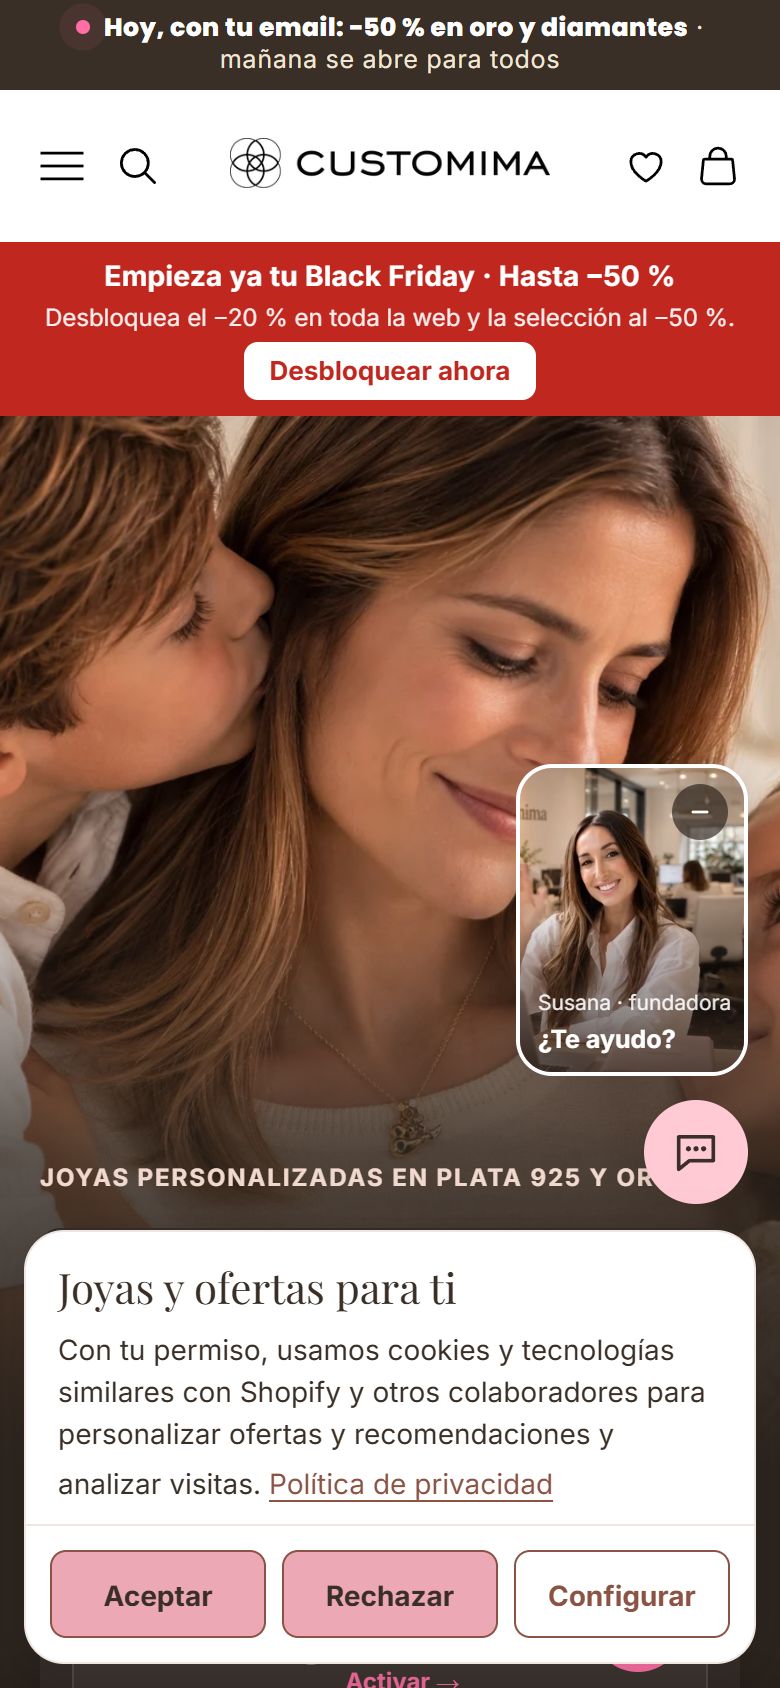 Hoy, con tu email: -50 % en oro y diamantes ·
mañana se abre para todos
CUSTOMIMA
Empieza ya tu Black Friday · Hasta −50 %
Desbloquea el −20 % en toda la web y la selección al −50 %.
Desbloquear ahora
Susana · fundadora
¿Te ayudo?
JOYAS PERSONALIZADAS EN PLATA 925 Y OR
Joyas y ofertas para ti
Con tu permiso, usamos cookies y tecnologías
similares con Shopify y otros colaboradores para
personalizar ofertas y recomendaciones y
analizar visitas. Política de privacidad
Aceptar
Rechazar
Configurar
Activar →